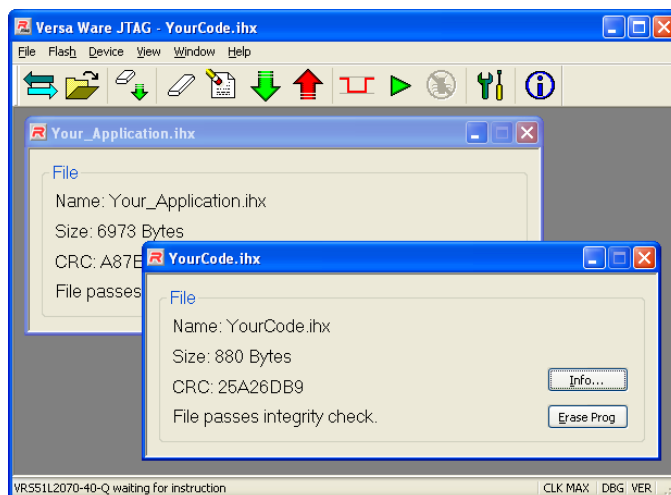 Versa Ware JTAG - YourCode.ihx
File Flash Device View Window Help
Your_Application.ihx
File
Name: Your_Application.ihx
Size: 6973 Bytes
CRC: A87E
File passes
YourCode.ihx
File
Name: YourCode.ihx
Size: 880 Bytes
CRC: 25A26DB9
File passes integrity check.
Info...
Erase Prog
VRS51L2070-40-Q waiting for instruction CLK MAX DBG VER